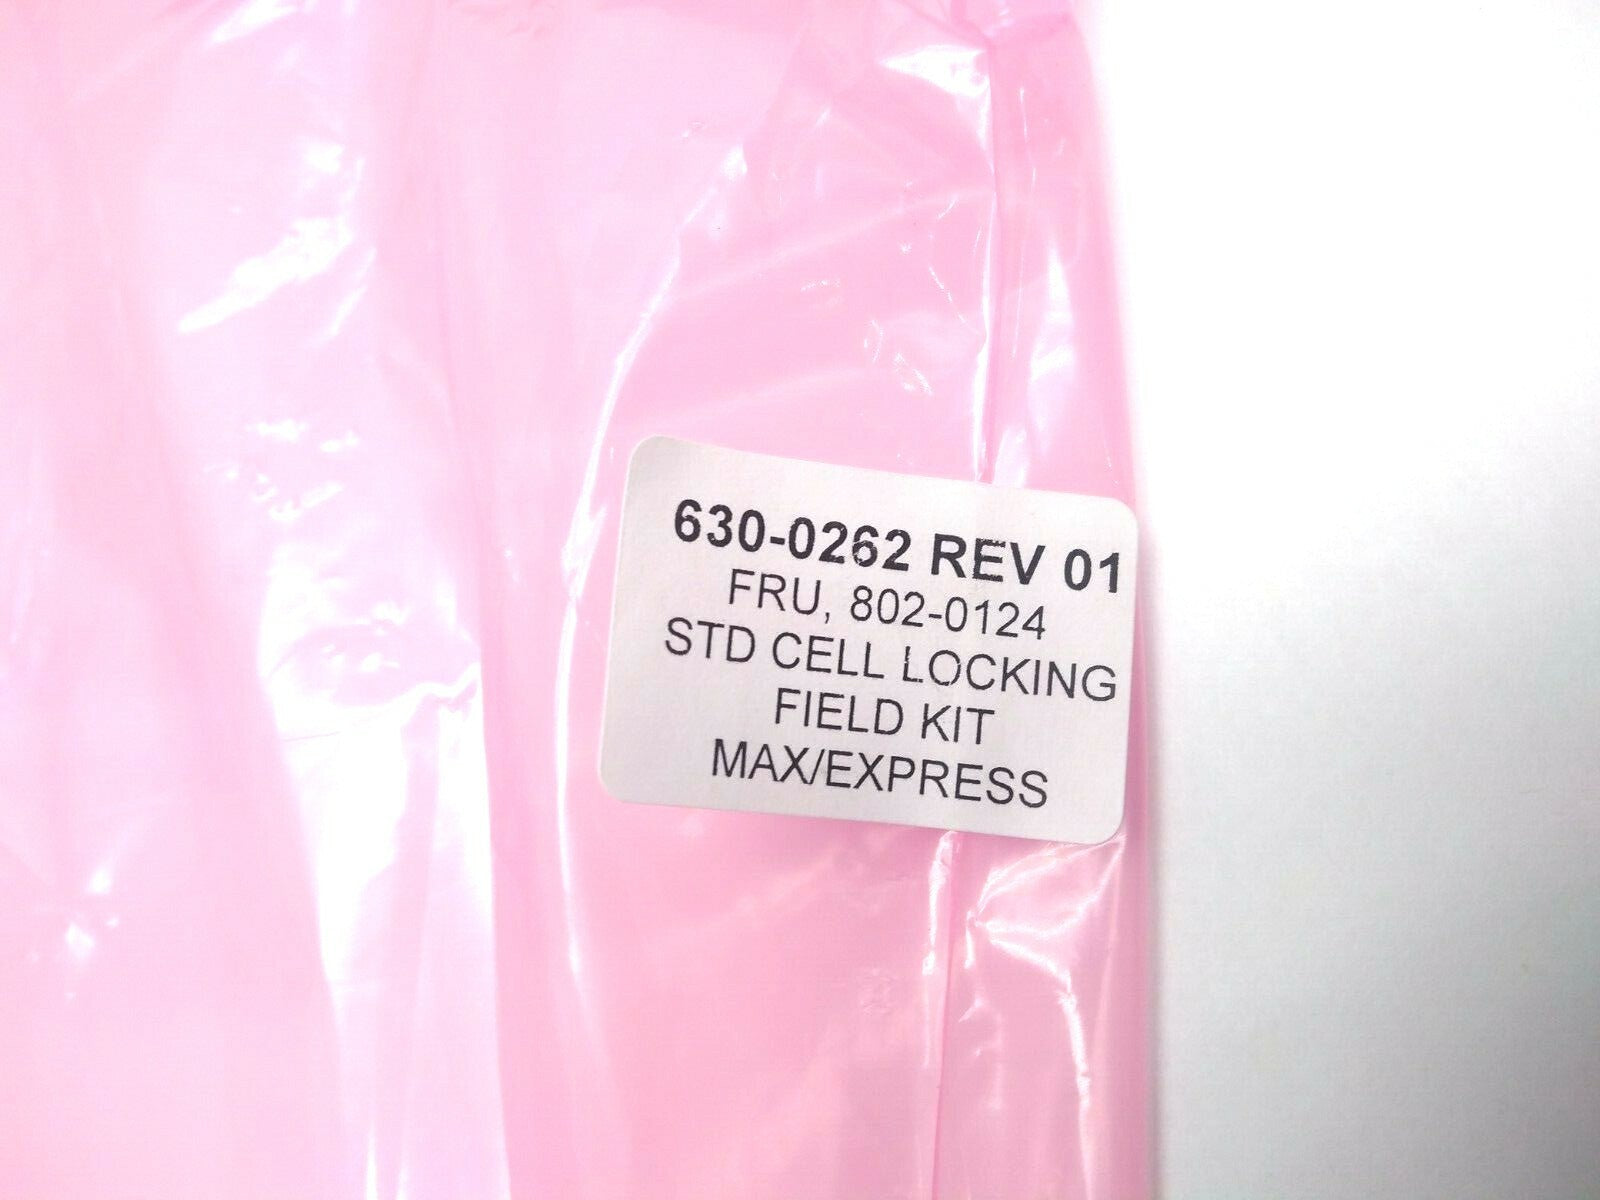 630-0262 REV 01
FRU, 802-0124
STD CELL LOCKING
FIELD KIT
MAX/EXPRESS